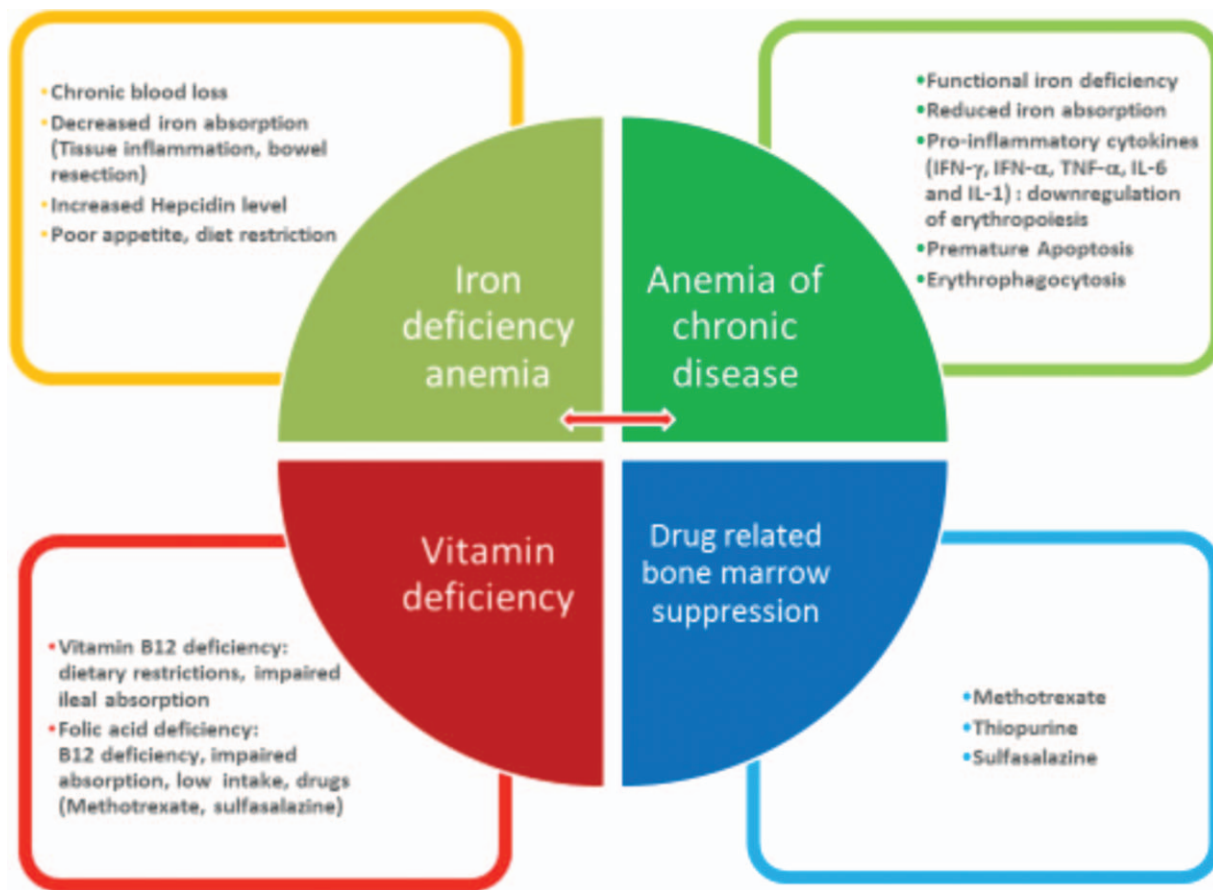 •Chronic blood loss
•Decreased iron absorption
(Tissue inflammation, bowel
resection)
•Increased Hepcidin level
•Poor appetite, diet restriction
•Functional iron deficiency
•Reduced iron absorption
•Pro-inflammatory cytokines
(IFN-γ, IFN-α, TNF-α, IL-6
and IL-1) : downregulation
of erythropoiesis
•Premature Apoptosis
•Erythrophagocytosis
Iron
deficiency
anemia
Anemia of
chronic
disease
Vitamin
deficiency
Drug related
bone marrow
suppression
•Vitamin B12 deficiency:
dietary restrictions, impaired
ileal absorption
•Folic acid deficiency:
B12 deficiency, impaired
absorption, low intake, drugs
(Methotrexate, sulfasalazine)
•Methotrexate
•Thiopurine
•Sulfasalazine